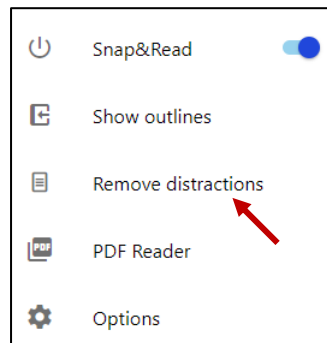 Snap&Read
Show outlines
Remove distractions
PDF
PDF Reader
Options